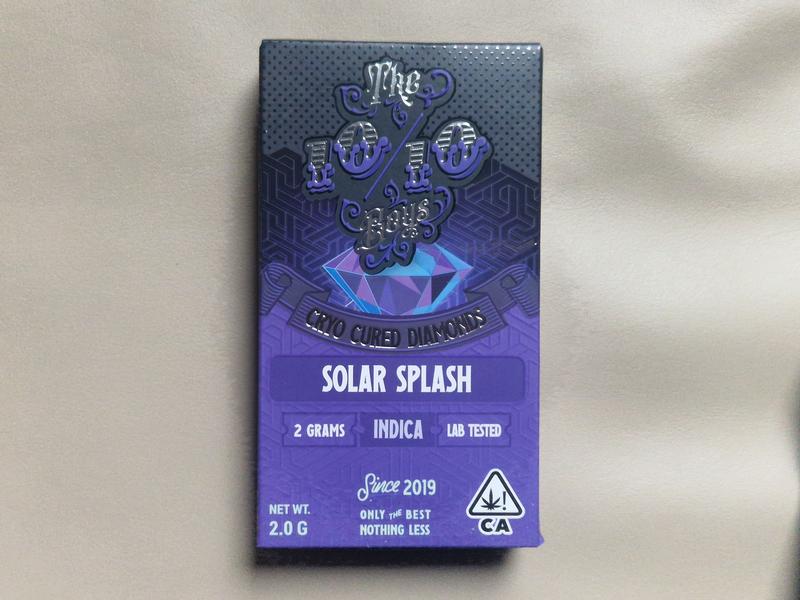 The
10/10
Boys
CRYO CURED DIAMONDS
SOLAR SPLASH
2 GRAMS INDICA LAB TESTED
Since 2019
ONLY THE BEST
NOTHING LESS
NET WT.
2.0 G
!
CA